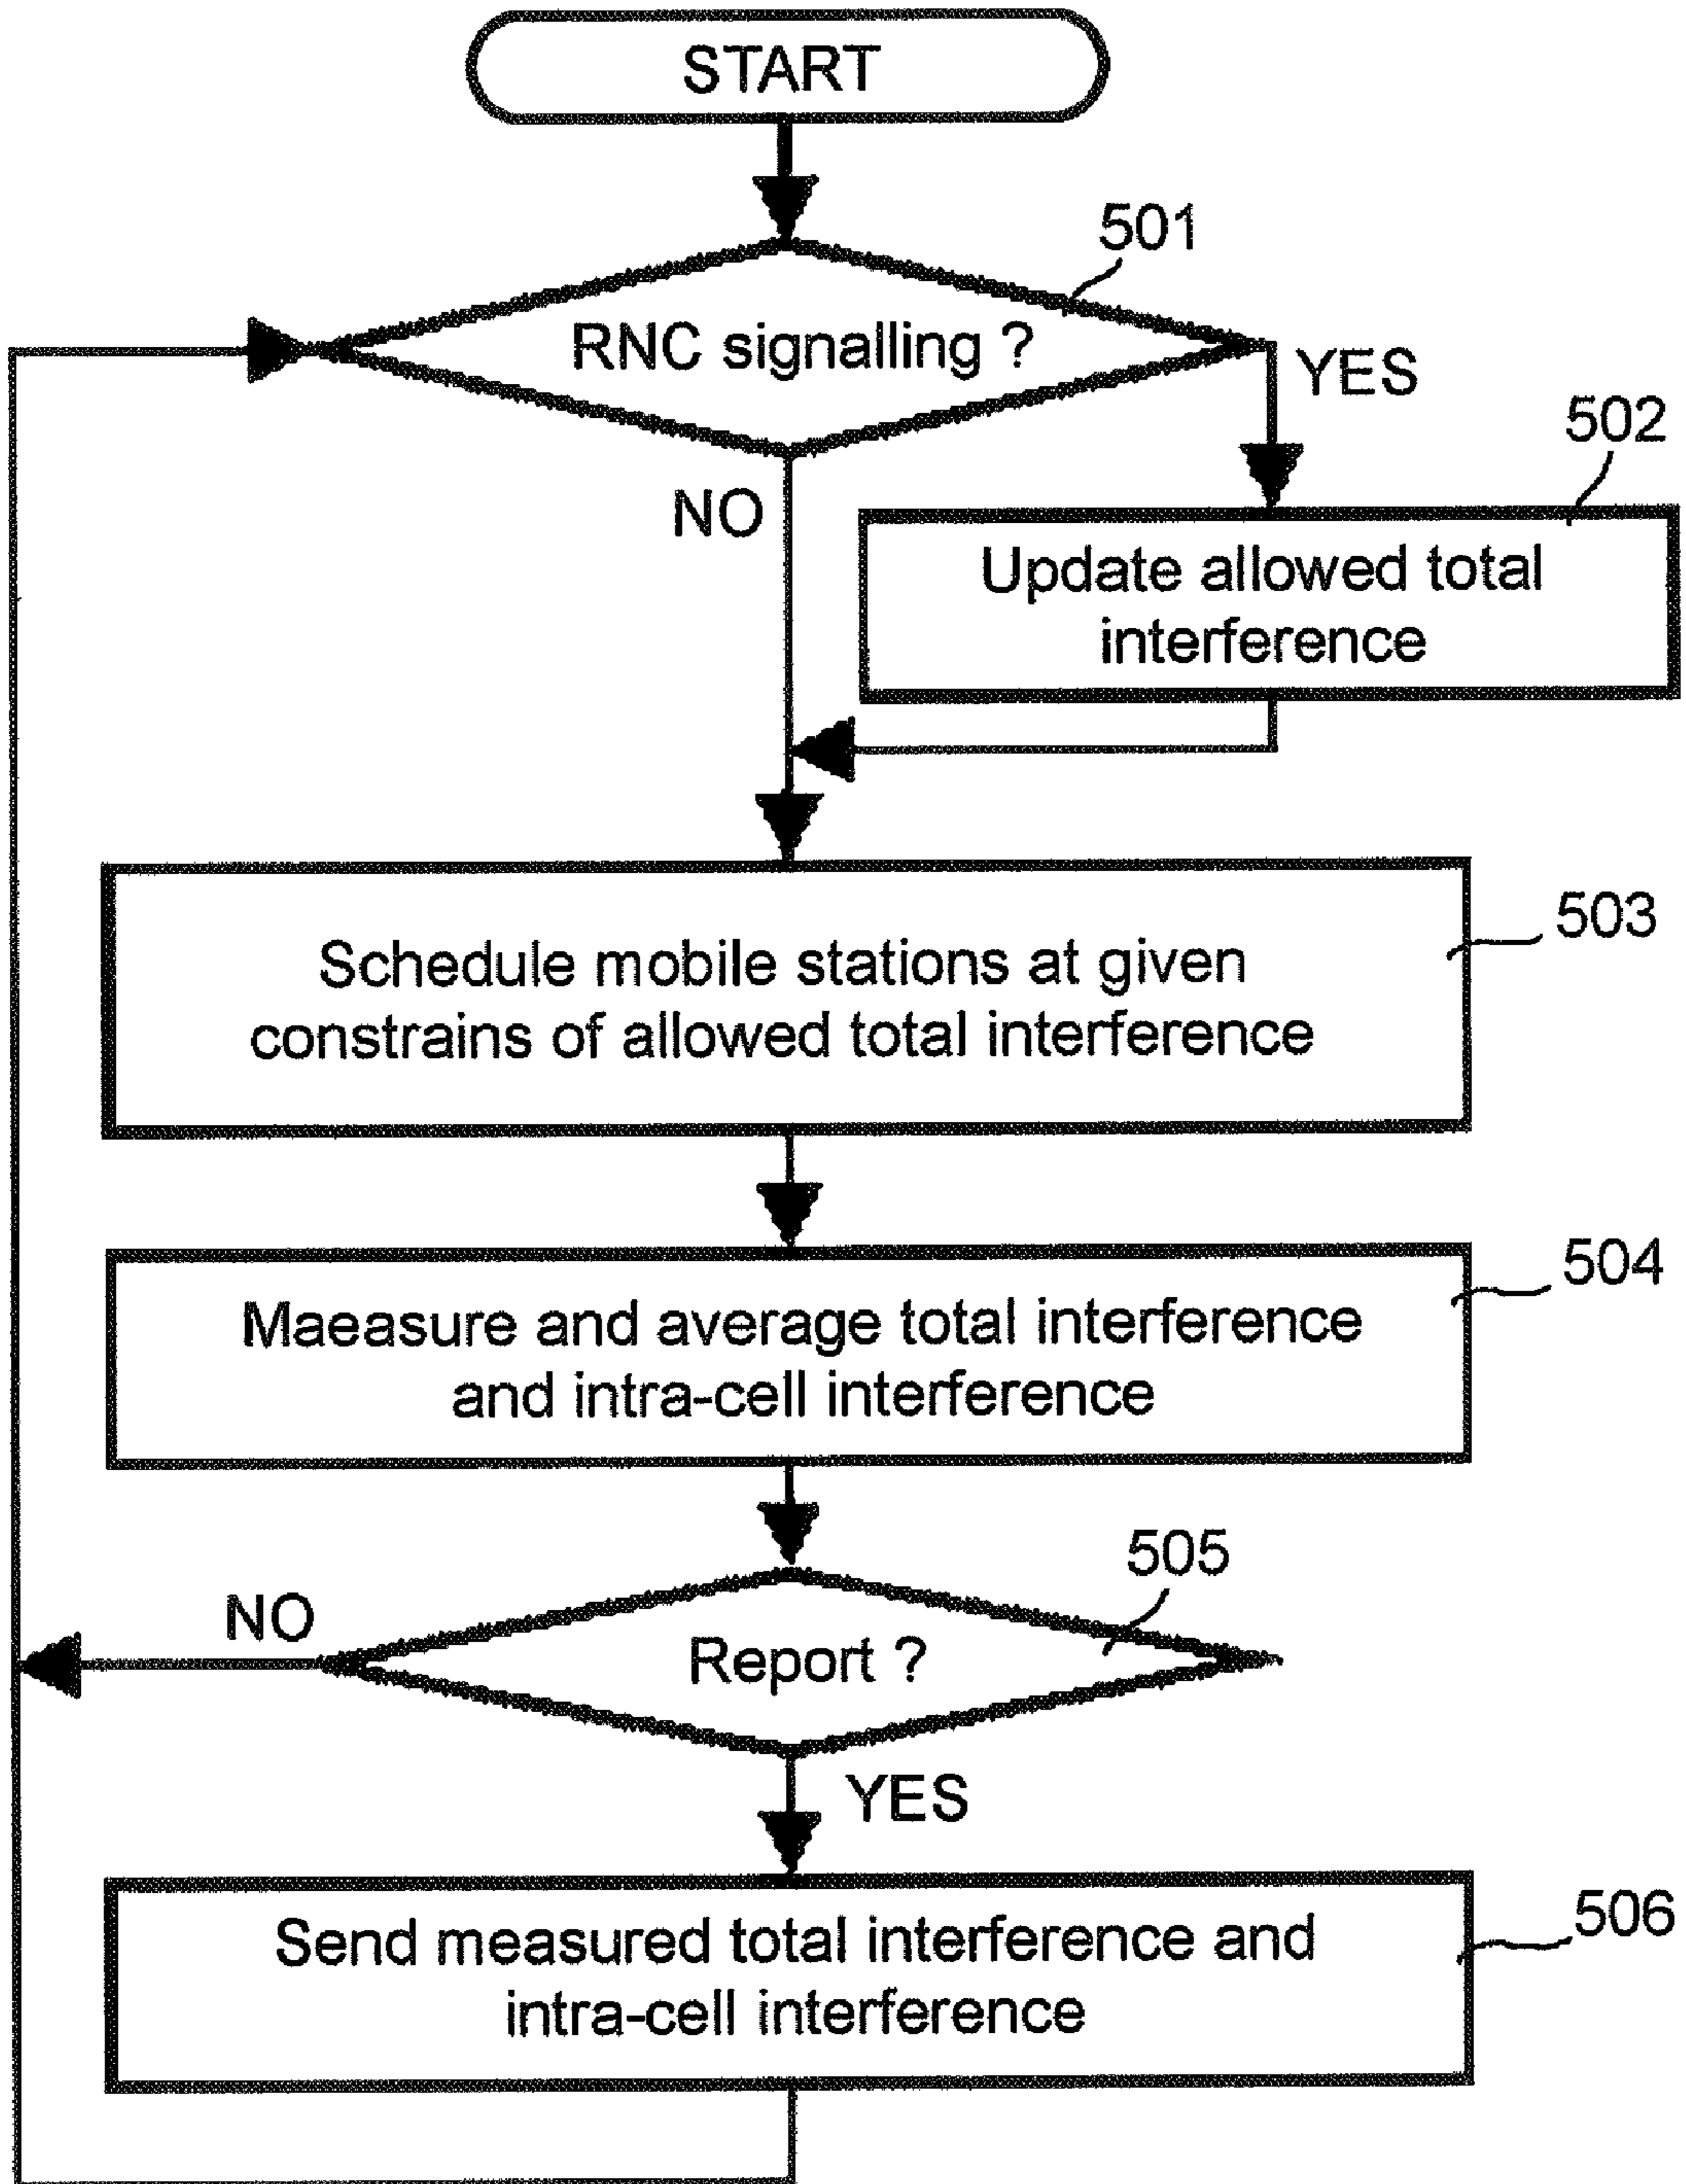 START
501
RNC signalling ?
YES
502
NO
Update allowed total
interference
503
Schedule mobile stations at given
constrains of allowed total interference
504
Maeasure and average total interference
and intra-cell interference
505
NO
Report ?
YES
506
Send measured total interference and
intra-cell interference